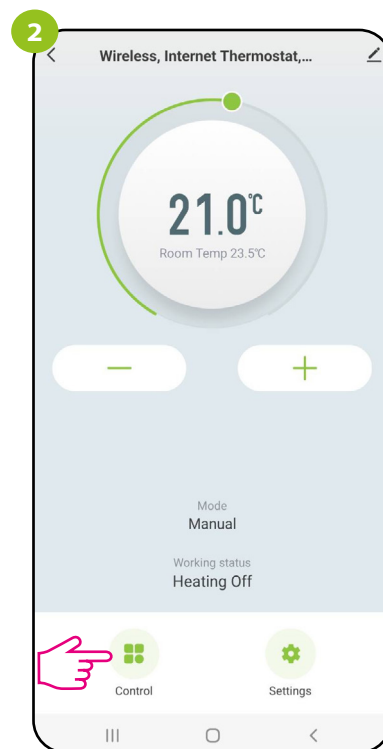 2
Wireless, Internet Thermostat,...
21.0°C
Room Temp 23.5°C
Mode
Manual
Working status
Heating Off
Control
Settings